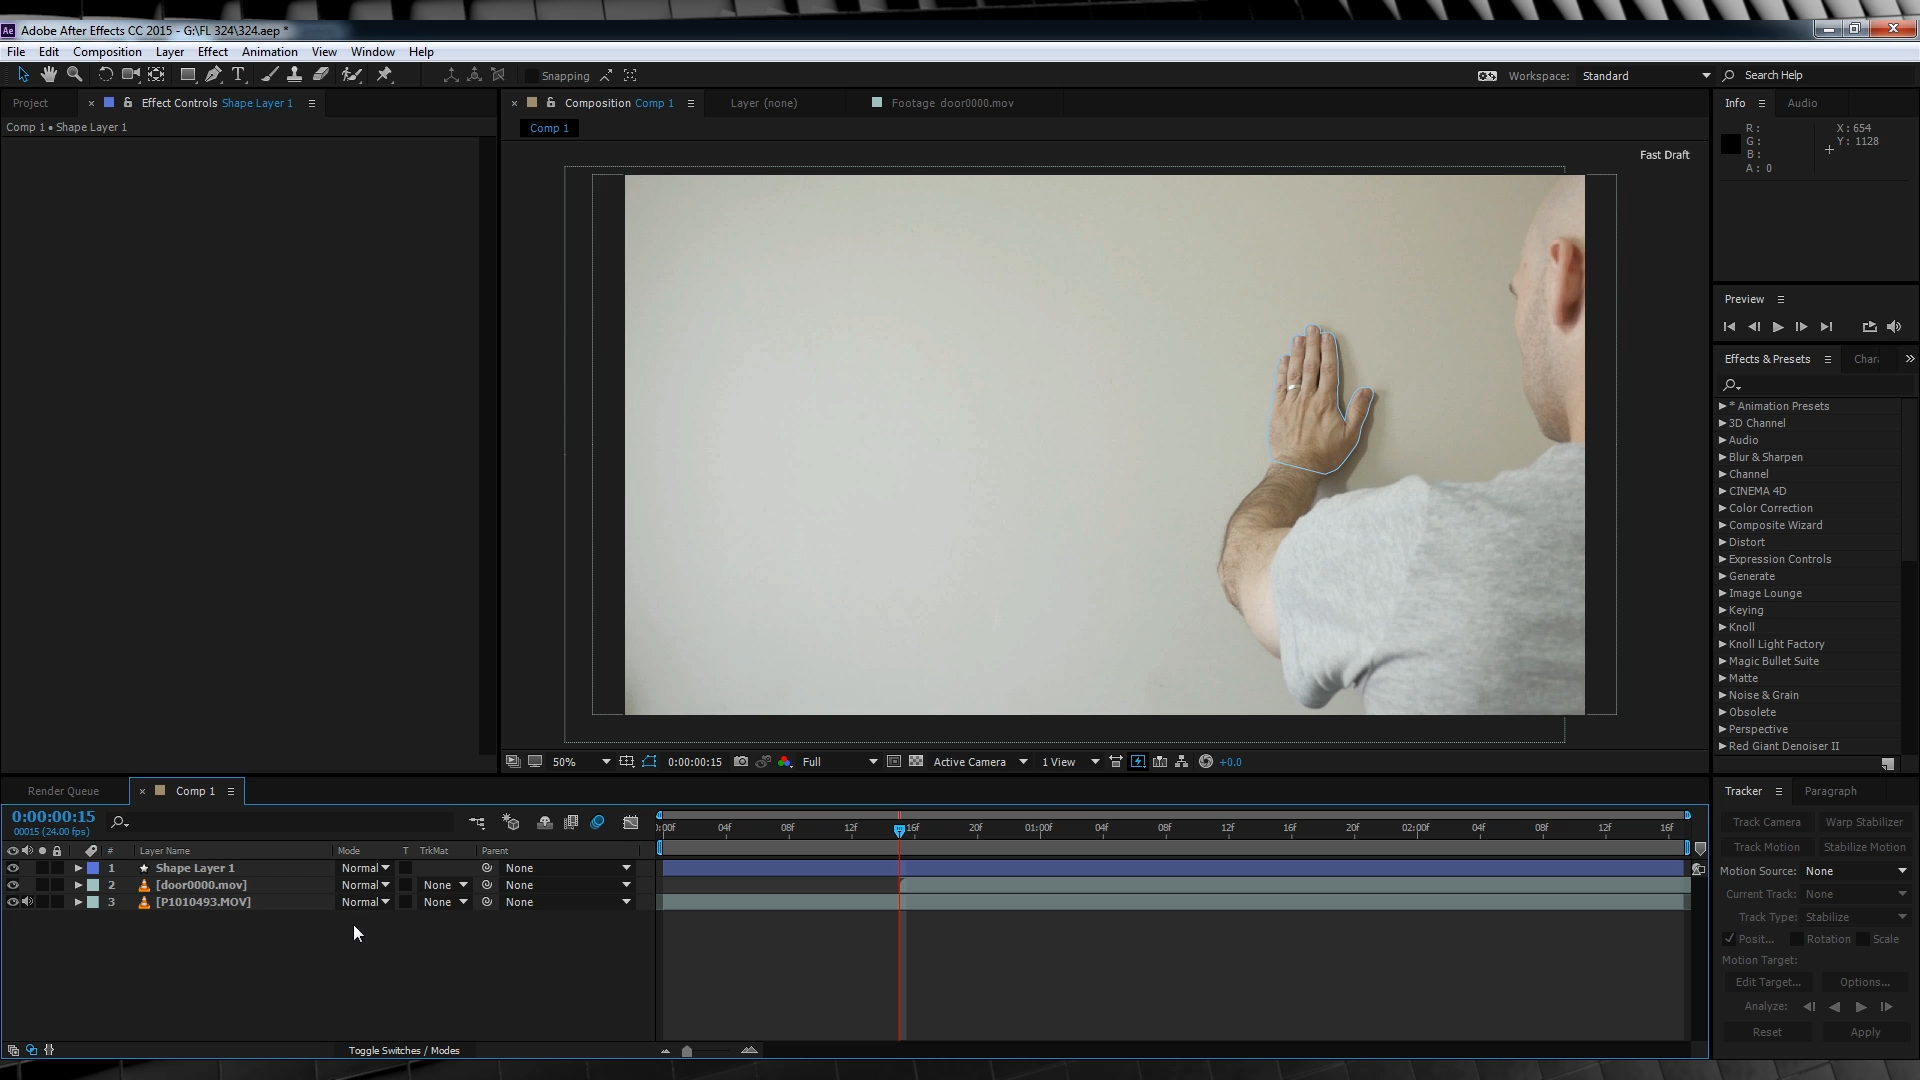 Ae Adobe After Effects CC 2015 - G:\FL 324\324.aep *
File Edit Composition Layer Effect Animation View Window Help
Snapping Workspace: Standard Search Help
Project Effect Controls Shape Layer 1 Composition Comp 1 Layer (none) Footage door0000.mov Info Audio
Comp 1 • Shape Layer 1
Comp 1
R: X: 654
G: Y: 1128
B:
A: 0
Fast Draft
Preview
Effects & Presets Char
* Animation Presets
3D Channel
Audio
Blur & Sharpen
Channel
CINEMA 4D
Color Correction
Composite Wizard
Distort
Expression Controls
Generate
Image Lounge
Keying
Knoll
Knoll Light Factory
Magic Bullet Suite
Matte
Noise & Grain
Obsolete
Perspective
Red Giant Denoiser II
50% 0:00:00:15 Full Active Camera 1 View +0.0
Render Queue Comp 1 Tracker Paragraph
0:00:00:15
00015 (24.00 fps)
:00f 04f 08f 12f 16f 20f 01:00f 04f 08f 12f 16f 20f 02:00f 04f 08f 12f 16f
# Layer Name Mode T TrkMat Parent
1 Shape Layer 1 Normal None
2 [door0000.mov] Normal None None
3 [P1010493.MOV] Normal None None
Toggle Switches / Modes
Track Camera Warp Stabilizer
Track Motion Stabilize Motion
Motion Source: None
Current Track: None
Track Type: Stabilize
Posit... Rotation Scale
Motion Target:
Edit Target... Options...
Analyze:
Reset Apply